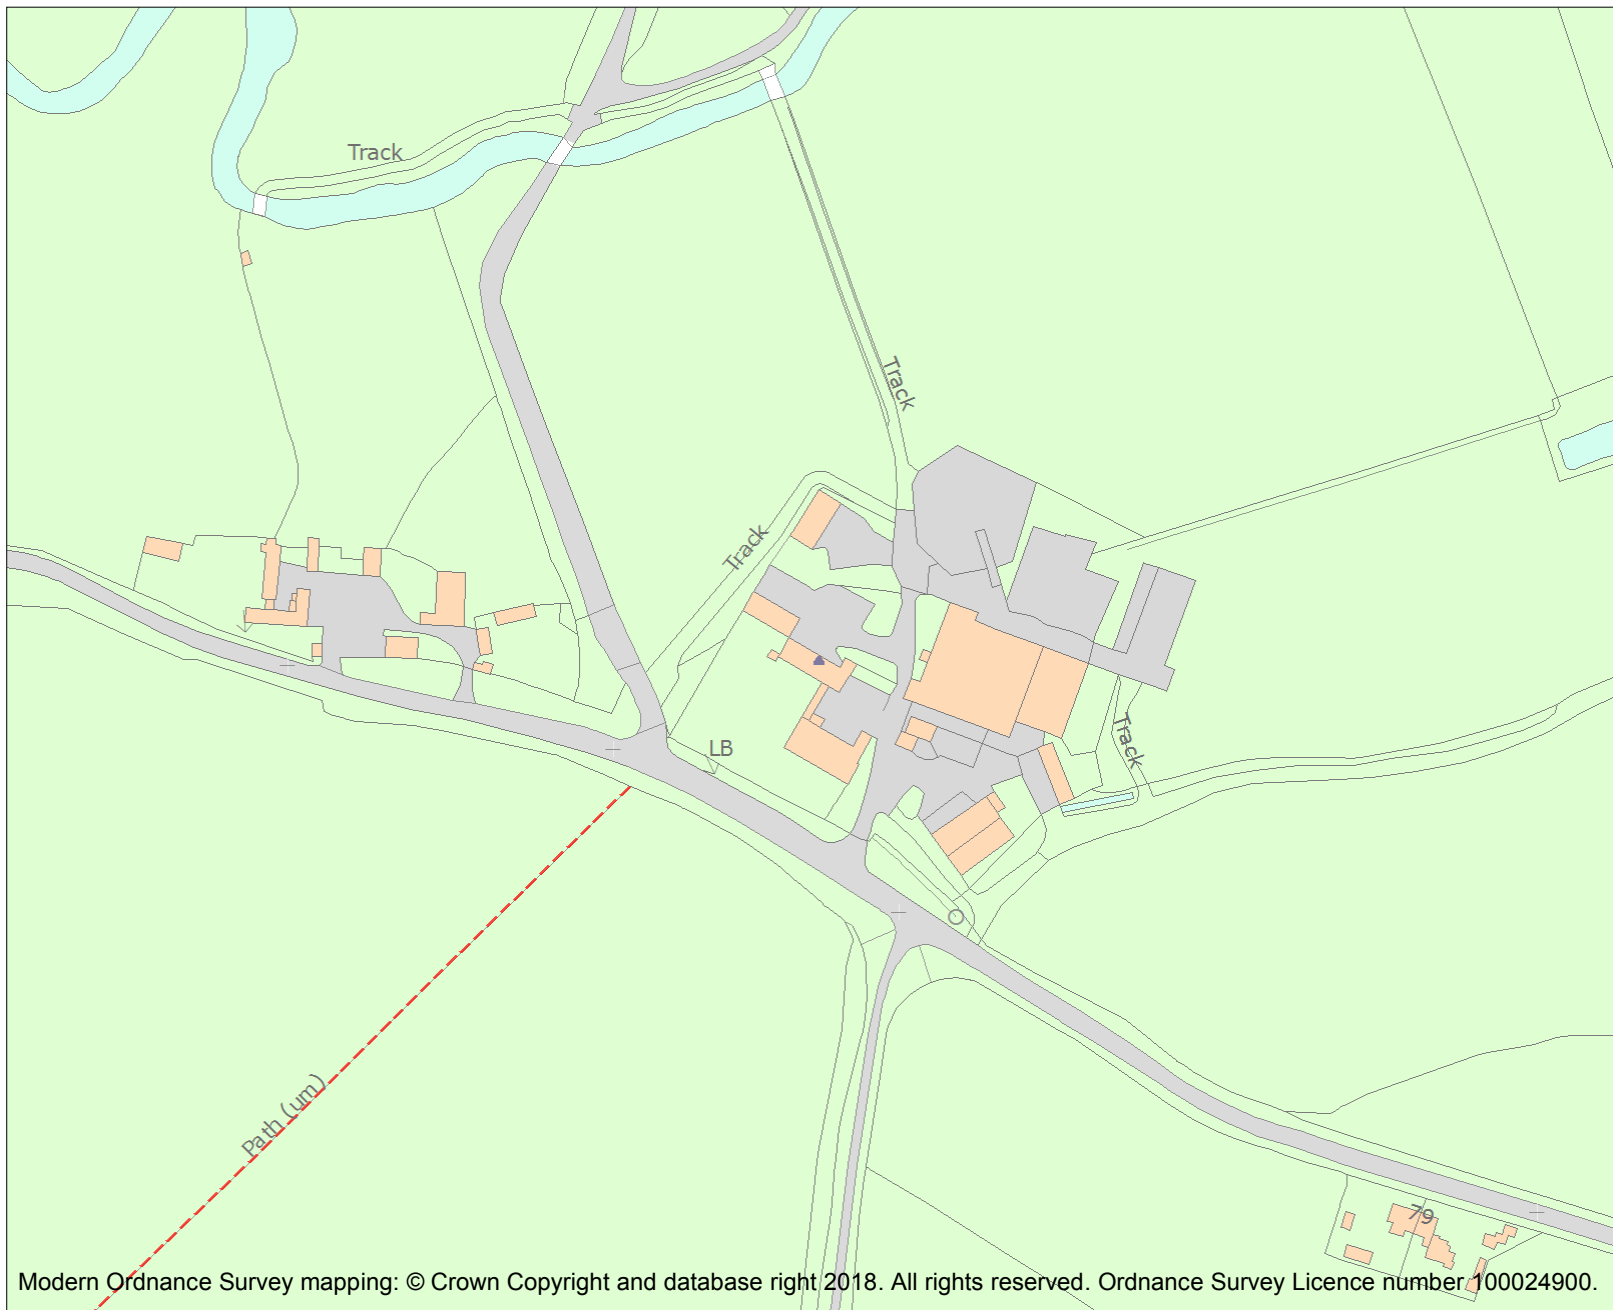 Track
Track
Track
LB
Track
Path (um)
79
Modern Ordnance Survey mapping: © Crown Copyright and database right 2018. All rights reserved. Ordnance Survey Licence number 100024900.